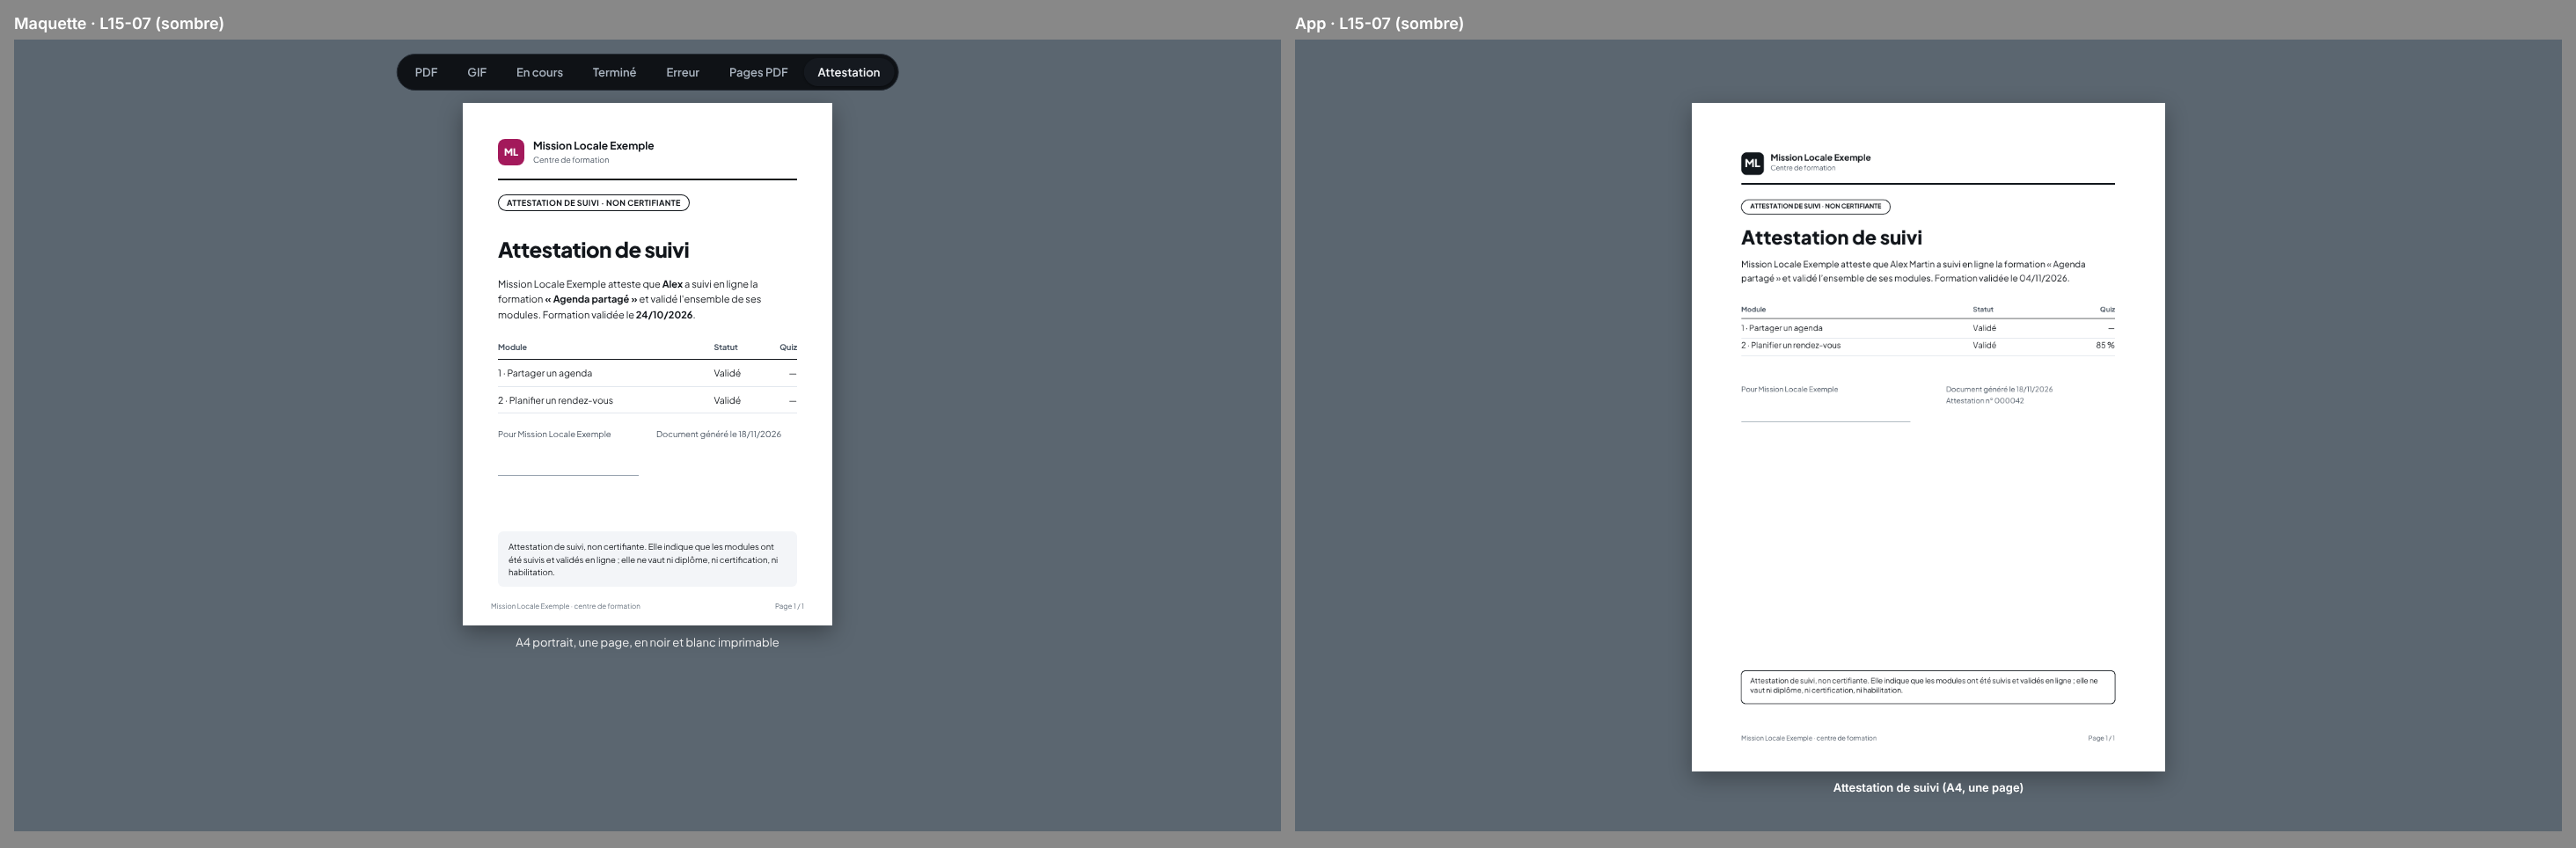 Maquette · L15-07 (sombre)
PDF GIF En cours Terminé Erreur Pages PDF Attestation
ML
Mission Locale Exemple
Centre de formation
ATTESTATION DE SUIVI · NON CERTIFIANTE
Attestation de suivi
Mission Locale Exemple atteste que Alex a suivi en ligne la
formation « Agenda partagé » et validé l'ensemble de ses
modules. Formation validée le 24/10/2026.
Module Statut Quiz
1 · Partager un agenda Validé —
2 · Planifier un rendez-vous Validé —
Pour Mission Locale Exemple Document généré le 18/11/2026
Attestation de suivi, non certifiante. Elle indique que les modules ont
été suivis et validés en ligne ; elle ne vaut ni diplôme, ni certification, ni
habilitation.
Mission Locale Exemple · centre de formation Page 1 / 1
A4 portrait, une page, en noir et blanc imprimable
App · L15-07 (sombre)
ML
Mission Locale Exemple
Centre de formation
ATTESTATION DE SUIVI · NON CERTIFIANTE
Attestation de suivi
Mission Locale Exemple atteste que Alex Martin a suivi en ligne la formation « Agenda
partagé » et validé l'ensemble de ses modules. Formation validée le 04/11/2026.
Module Statut Quiz
1 · Partager un agenda Validé —
2 · Planifier un rendez-vous Validé 85 %
Pour Mission Locale Exemple Document généré le 18/11/2026
Attestation n° 000042
Attestation de suivi, non certifiante. Elle indique que les modules ont été suivis et validés en ligne ; elle ne
vaut ni diplôme, ni certification, ni habilitation.
Mission Locale Exemple · centre de formation Page 1 / 1
Attestation de suivi (A4, une page)